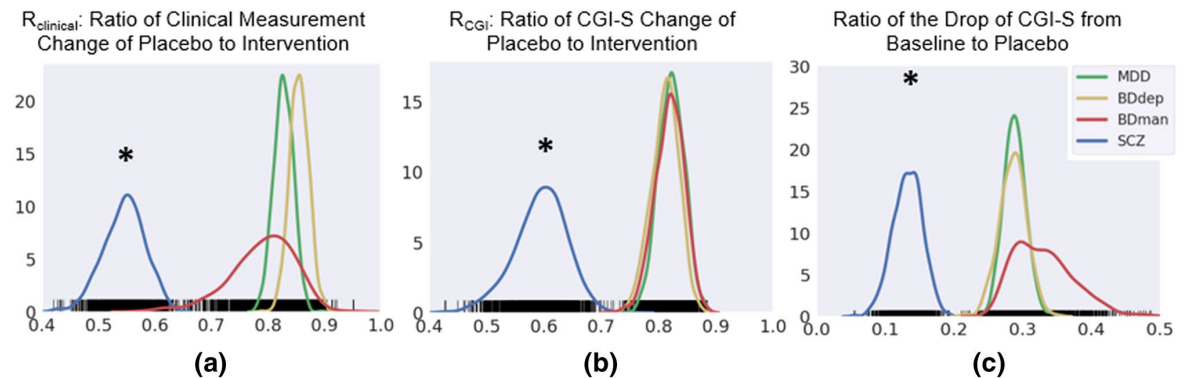 R_clinical: Ratio of Clinical Measurement
Change of Placebo to Intervention
20
15
10
5
0
0.4 0.5 0.6 0.7 0.8 0.9 1.0
*
(a)
R_CGI: Ratio of CGI-S Change of
Placebo to Intervention
15
10
5
0
0.4 0.5 0.6 0.7 0.8 0.9 1.0
*
(b)
Ratio of the Drop of CGI-S from
Baseline to Placebo
30
25
20
15
10
5
0
0.0 0.1 0.2 0.3 0.4 0.5
*
MDD
BDdep
BDman
SCZ
(c)